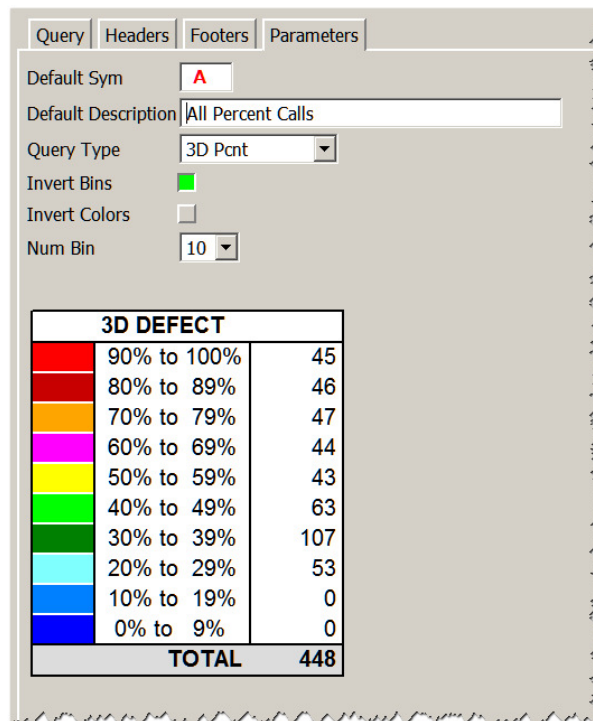 Query Headers Footers Parameters
Default Sym A
Default Description All Percent Calls
Query Type 3D Pcnt
Invert Bins
Invert Colors
Num Bin 10
3D DEFECT
90% to 100% 45
80% to 89% 46
70% to 79% 47
60% to 69% 44
50% to 59% 43
40% to 49% 63
30% to 39% 107
20% to 29% 53
10% to 19% 0
0% to 9% 0
TOTAL 448